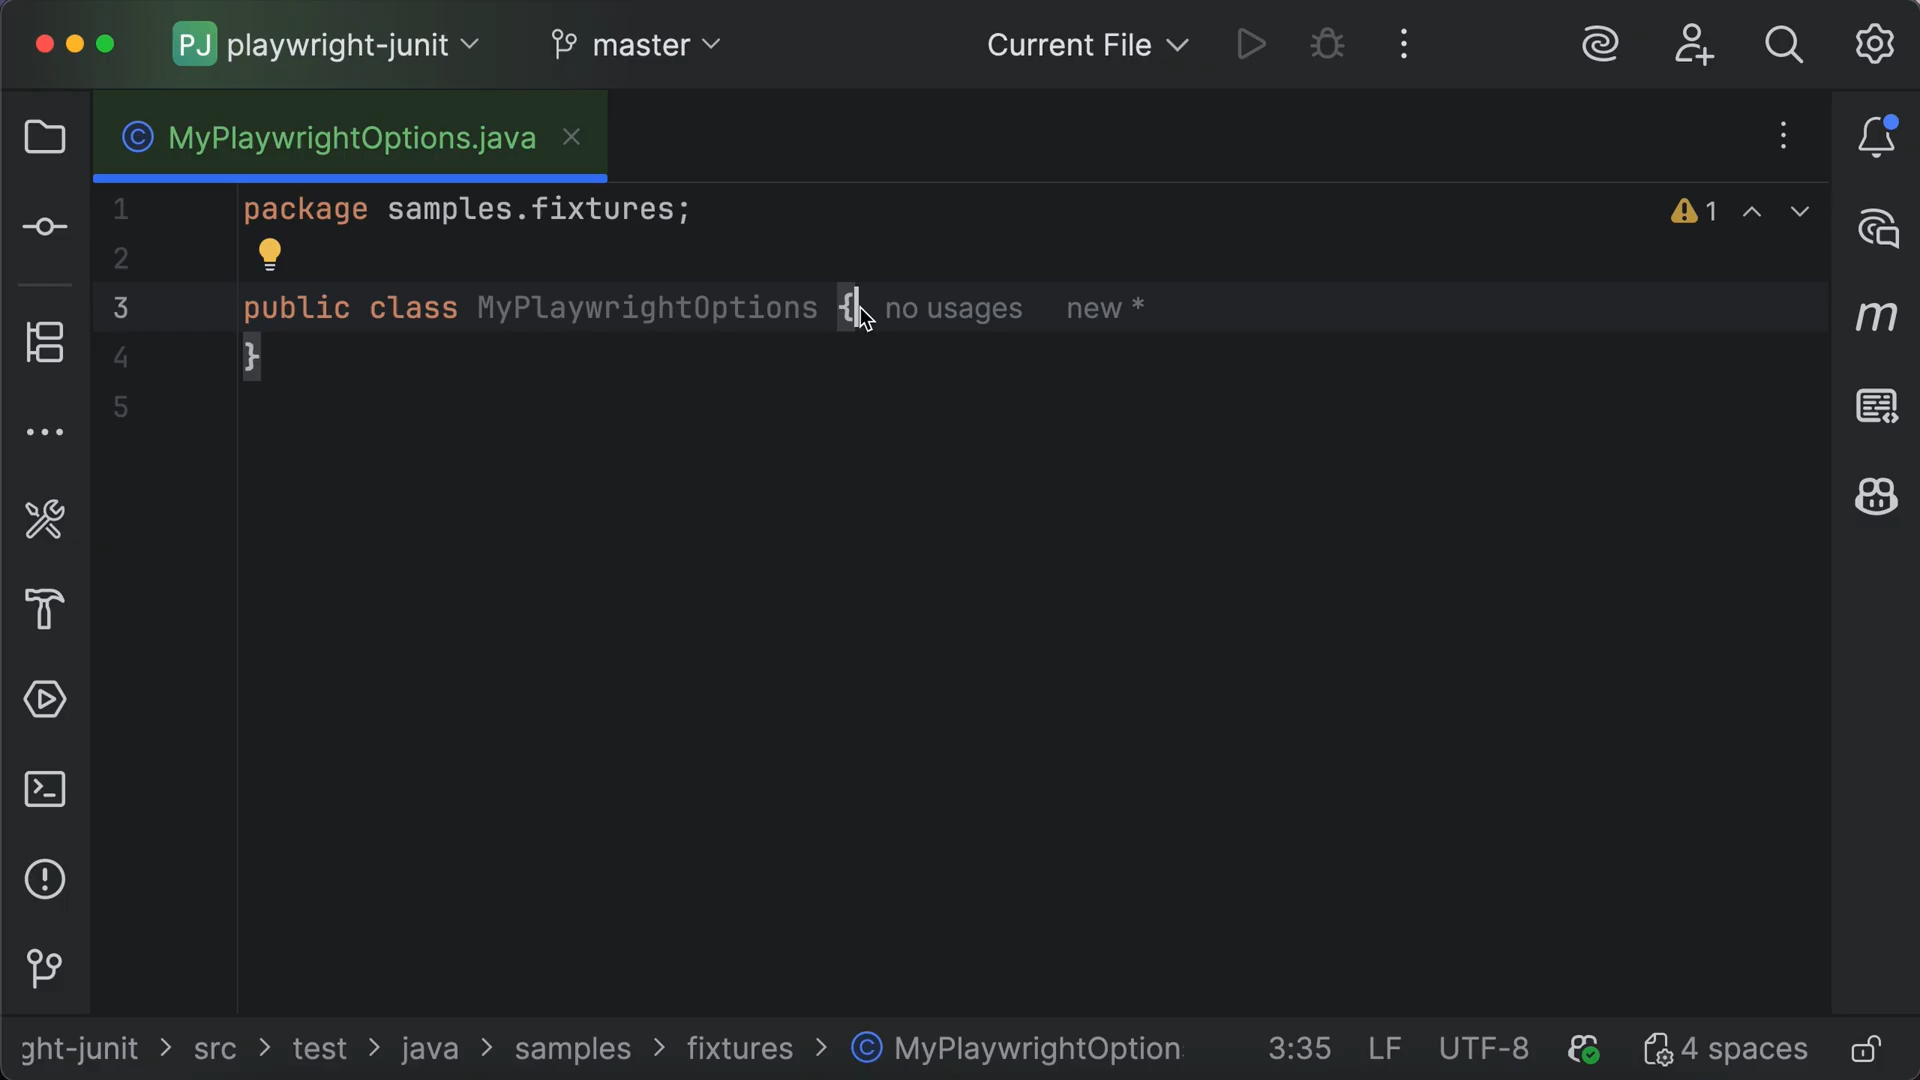 PJ playwright-junit master Current File
MyPlaywrightOptions.java
1 package samples.fixtures; 1
2
3 public class MyPlaywrightOptions { no usages new *
4 }
5
m
ght-junit > src > test > java > samples > fixtures > MyPlaywrightOption 3:35 LF UTF-8 4 spaces